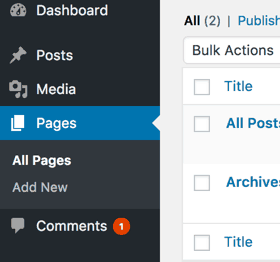 Dashboard
Posts
Media
Pages
All Pages
Add New
Comments 1
All (2) | Publish
Bulk Actions
Title
All Posts
Archives
Title